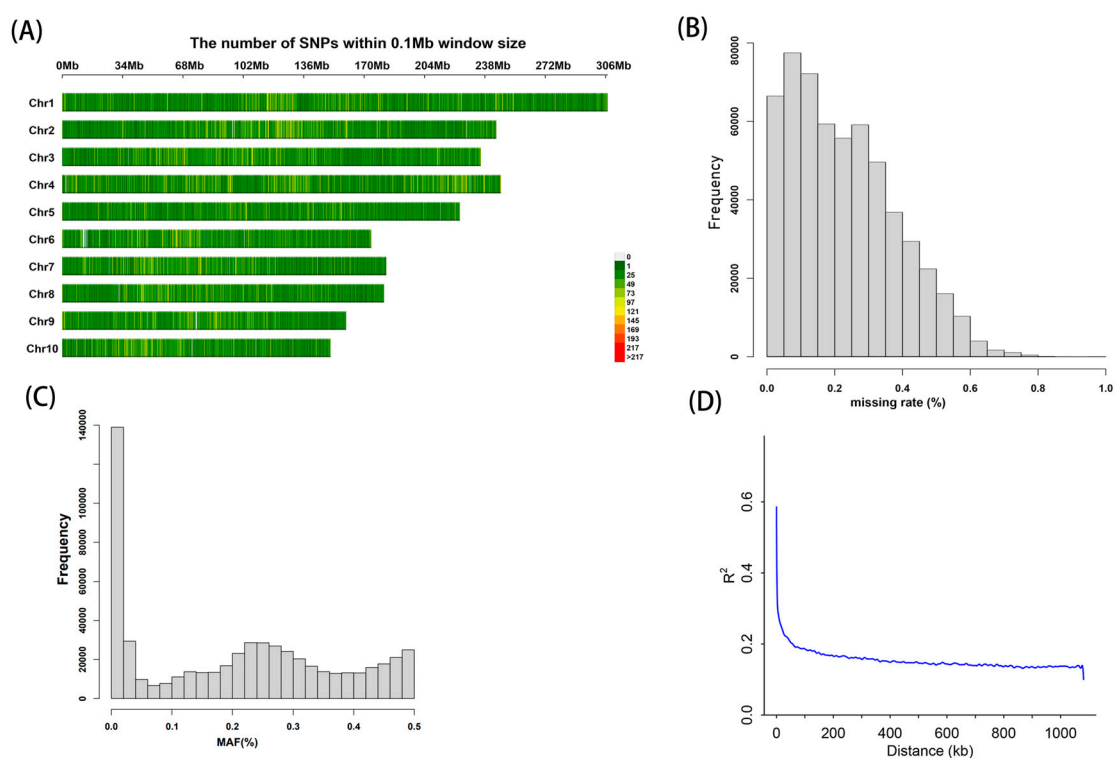 (A)
The number of SNPs within 0.1Mb window size
0Mb 34Mb 68Mb 102Mb 136Mb 170Mb 204Mb 238Mb 272Mb 306Mb
Chr1
Chr2
Chr3
Chr4
Chr5
Chr6
Chr7
Chr8
Chr9
Chr10
0
1
25
49
73
97
121
145
169
193
217
>217
(B)
Frequency
80000
60000
40000
20000
0
0.0 0.2 0.4 0.6 0.8 1.0
missing rate (%)
(C)
Frequency
140000
100000
80000
60000
40000
20000
0
0.0 0.1 0.2 0.3 0.4 0.5
MAF(%)
(D)
R2
0.6
0.4
0.2
0.0
0 200 400 600 800 1000
Distance (kb)